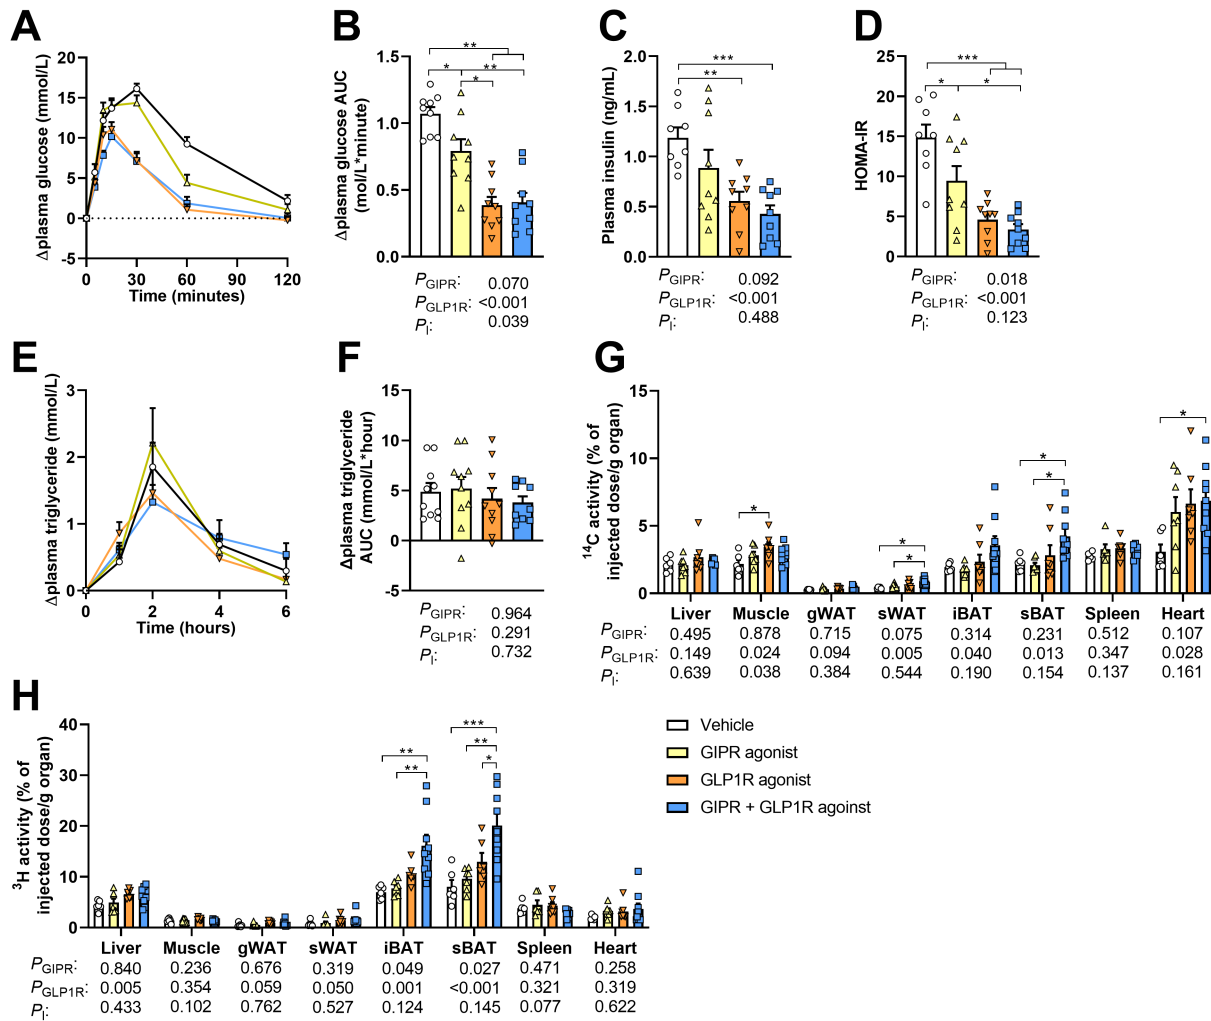 A
Δplasma glucose (mmol/L)
20
15
10
5
0
-5
0 30 60 90 120
Time (minutes)
B
Δplasma glucose AUC
(mol/L*minute)
1.5
1.0
0.5
0.0
**
* **
*
PGIPR: 0.070
PGLP1R: <0.001
PI: 0.039
C
Plasma insulin (ng/mL)
2.0
1.5
1.0
0.5
0.0
***
**
0.092
<0.001
0.488
D
HOMA-IR
25
20
15
10
5
0
***
* *
PGIPR: 0.018
PGLP1R: <0.001
PI: 0.123
E
Δplasma triglyceride (mmol/L)
3
2
1
0
0 2 4 6
Time (hours)
F
Δplasma triglyceride
AUC (mmol/L*hour)
15
10
5
0
-5
PGIPR: 0.964
PGLP1R: 0.291
PI: 0.732
G
14C activity (% of
injected dose/g organ)
15
10
5
0
*
*
*
*
*
*
Liver Muscle gWAT sWAT iBAT sBAT Spleen Heart
PGIPR: 0.495 0.878 0.715 0.075 0.314 0.231 0.512 0.107
PGLP1R: 0.149 0.024 0.094 0.005 0.040 0.013 0.347 0.028
PI: 0.639 0.038 0.384 0.544 0.190 0.154 0.137 0.161
H
3H activity (% of
injected dose/g organ)
40
30
20
10
0
**
**
***
**
*
Liver Muscle gWAT sWAT iBAT sBAT Spleen Heart
PGIPR: 0.840 0.236 0.676 0.319 0.049 0.027 0.471 0.258
PGLP1R: 0.005 0.354 0.059 0.050 0.001 <0.001 0.321 0.319
PI: 0.433 0.102 0.762 0.527 0.124 0.145 0.077 0.622
Vehicle
GIPR agonist
GLP1R agonist
GIPR + GLP1R agoinst